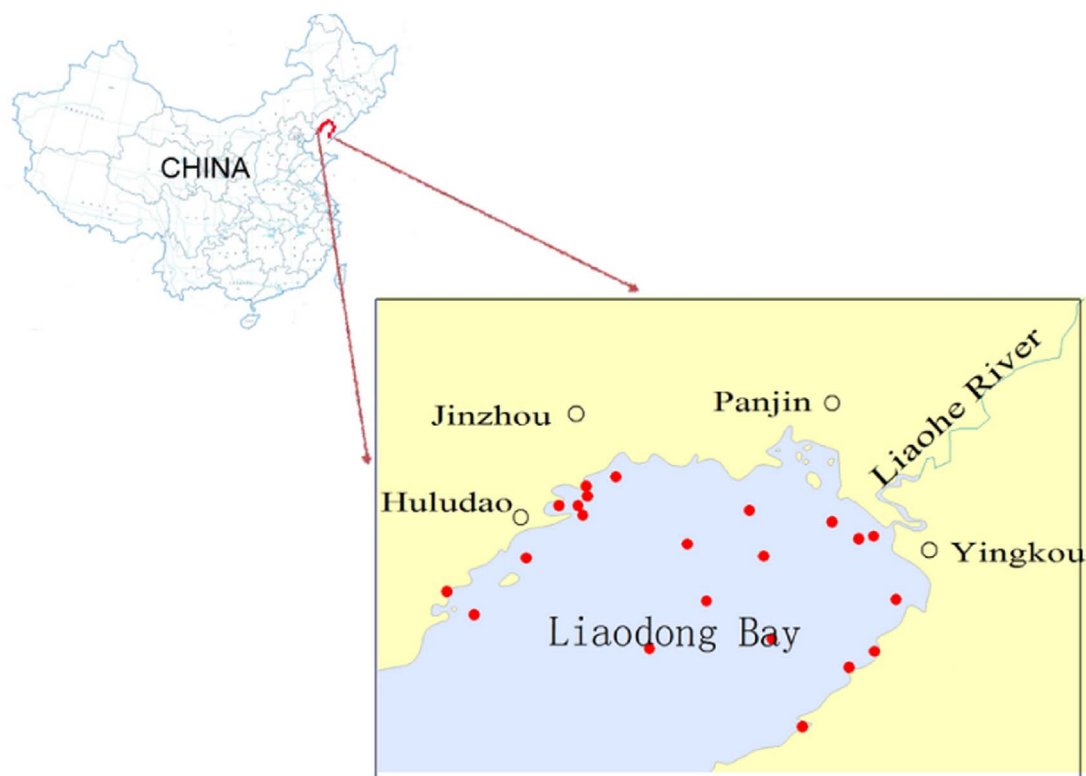 CHINA
Liaohe River
Panjin
Jinzhou
Huludao
Yingkou
Liaodong Bay